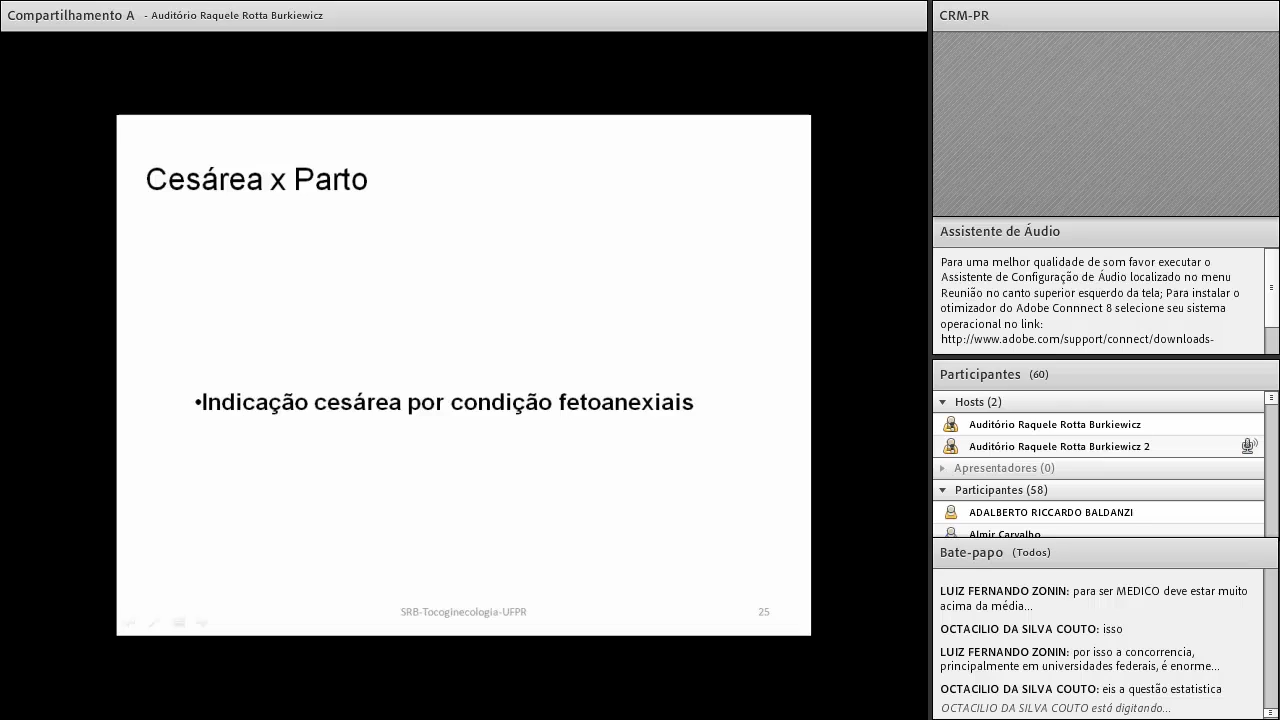 Compartilhamento A - Auditório Raquele Rotta Burkiewicz
Cesárea x Parto
•Indicação cesárea por condição fetoanexiais
SRB-Tocoginecologia-UFPR
25
CRM-PR
Assistente de Áudio
Para uma melhor qualidade de som favor executar o
Assistente de Configuração de Áudio localizado no menu
Reunião no canto superior esquerdo da tela; Para instalar o
otimizador do Adobe Connnect 8 selecione seu sistema
operacional no link:
http://www.adobe.com/support/connect/downloads-
Participantes (60)
Hosts (2)
Auditório Raquele Rotta Burkiewicz
Auditório Raquele Rotta Burkiewicz 2
Apresentadores (0)
Participantes (58)
ADALBERTO RICCARDO BALDANZI
Almir Carvalho
Bate-papo (Todos)
LUIZ FERNANDO ZONIN: para ser MEDICO deve estar muito
acima da média...
OCTACILIO DA SILVA COUTO: isso
LUIZ FERNANDO ZONIN: por isso a concorrencia,
principalmente em universidades federais, é enorme...
OCTACILIO DA SILVA COUTO: eis a questão estatistica
OCTACILIO DA SILVA COUTO está digitando...